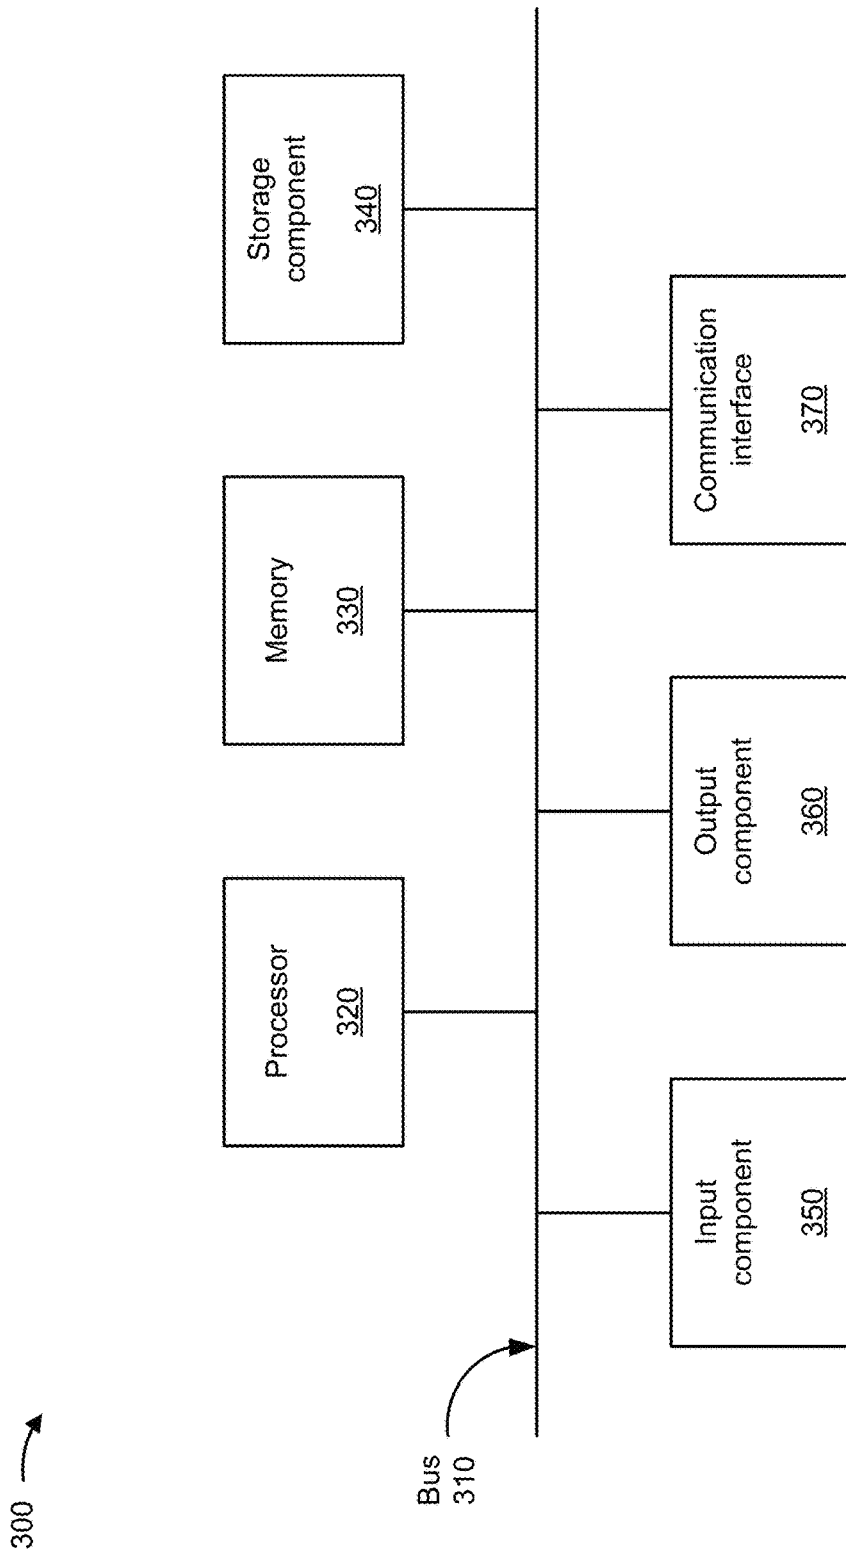 300
Processor
320
Memory
330
Storage
component
340
Bus
310
Input
component
350
Output
component
360
Communication
interface
370